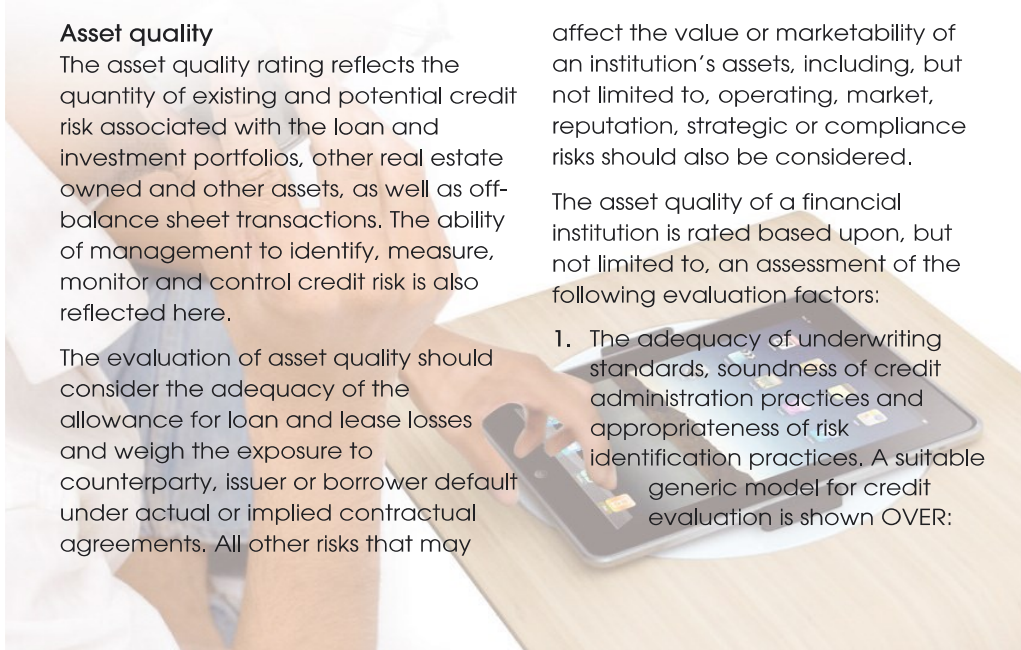 Asset quality
The asset quality rating reflects the
quantity of existing and potential credit
risk associated with the loan and
investment portfolios, other real estate
owned and other assets, as well as off-
balance sheet transactions. The ability
of management to identify, measure,
monitor and control credit risk is also
reflected here.
The evaluation of asset quality should
consider the adequacy of the
allowance for loan and lease losses
and weigh the exposure to
counterparty, issuer or borrower default
under actual or implied contractual
agreements. All other risks that may
affect the value or marketability of
an institution's assets, including, but
not limited to, operating, market,
reputation, strategic or compliance
risks should also be considered.
The asset quality of a financial
institution is rated based upon, but
not limited to, an assessment of the
following evaluation factors:
1. The adequacy of underwriting
standards, soundness of credit
administration practices and
appropriateness of risk
identification practices. A suitable
generic model for credit
evaluation is shown OVER: